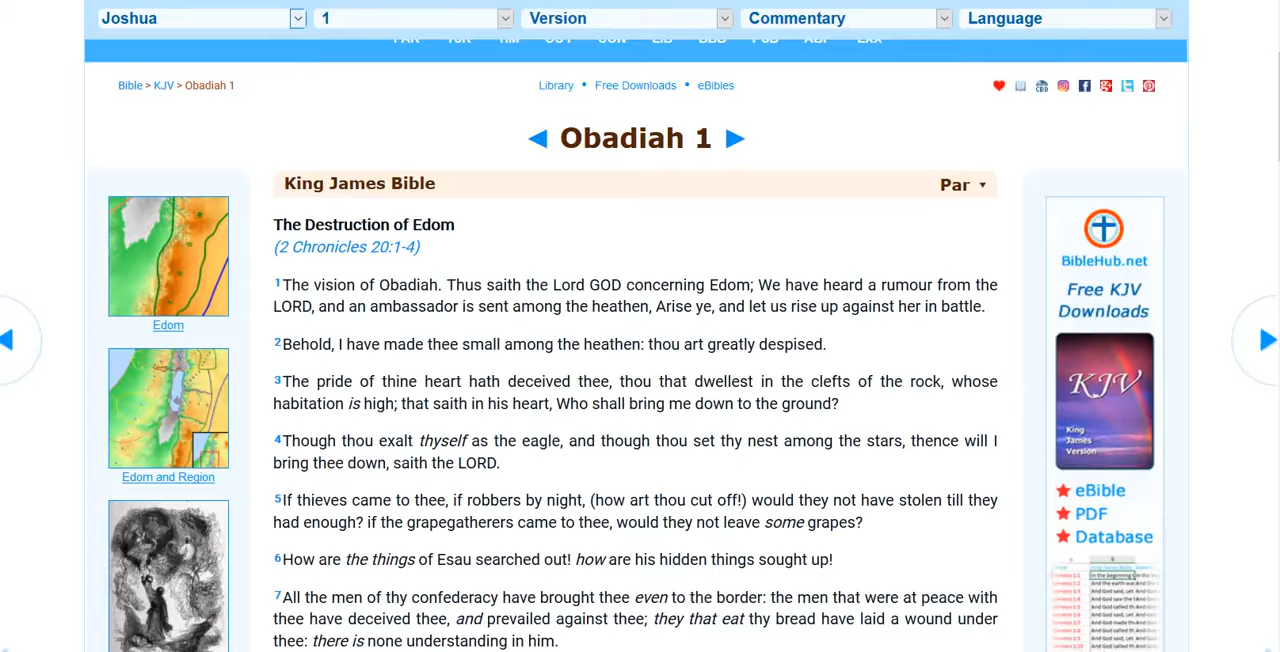 Joshua 1 Version Commentary Language
Bible > KJV > Obadiah 1
Library • Free Downloads • eBibles
◄ Obadiah 1 ►
King James Bible Par ▼
The Destruction of Edom
(2 Chronicles 20:1-4)
1The vision of Obadiah. Thus saith the Lord GOD concerning Edom; We have heard a rumour from the
LORD, and an ambassador is sent among the heathen, Arise ye, and let us rise up against her in battle.
2Behold, I have made thee small among the heathen: thou art greatly despised.
3The pride of thine heart hath deceived thee, thou that dwellest in the clefts of the rock, whose
habitation is high; that saith in his heart, Who shall bring me down to the ground?
4Though thou exalt thyself as the eagle, and though thou set thy nest among the stars, thence will I
bring thee down, saith the LORD.
5If thieves came to thee, if robbers by night, (how art thou cut off!) would they not have stolen till they
had enough? if the grapegatherers came to thee, would they not leave some grapes?
6How are the things of Esau searched out! how are his hidden things sought up!
7All the men of thy confederacy have brought thee even to the border: the men that were at peace with
thee have deceived thee, and prevailed against thee; they that eat thy bread have laid a wound under
thee: there is none understanding in him.
Edom
Edom and Region
BibleHub.net
Free KJV
Downloads
KJV
King
James
Version
eBible
PDF
Database